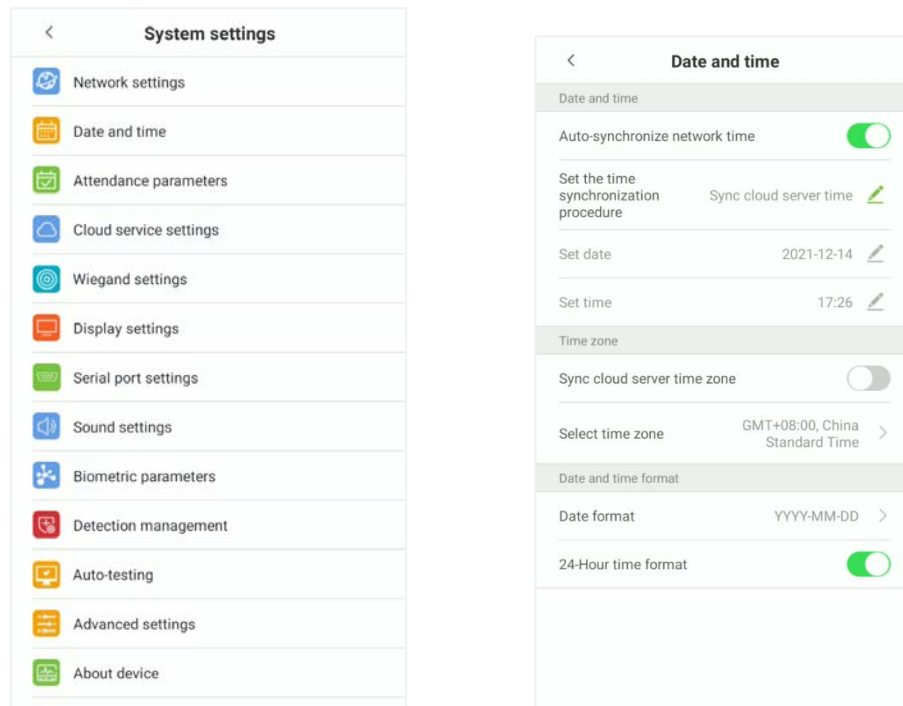 System settings
Network settings
Date and time
Attendance parameters
Cloud service settings
Wiegand settings
Display settings
Serial port settings
Sound settings
Biometric parameters
Detection management
Auto-testing
Advanced settings
About device
Date and time
Date and time
Auto-synchronize network time
Set the time
synchronization
procedure
Sync cloud server time
Set date 2021-12-14
Set time 17:26
Time zone
Sync cloud server time zone
Select time zone
GMT+08:00, China
Standard Time
Date and time format
Date format YYYY-MM-DD
24-Hour time format